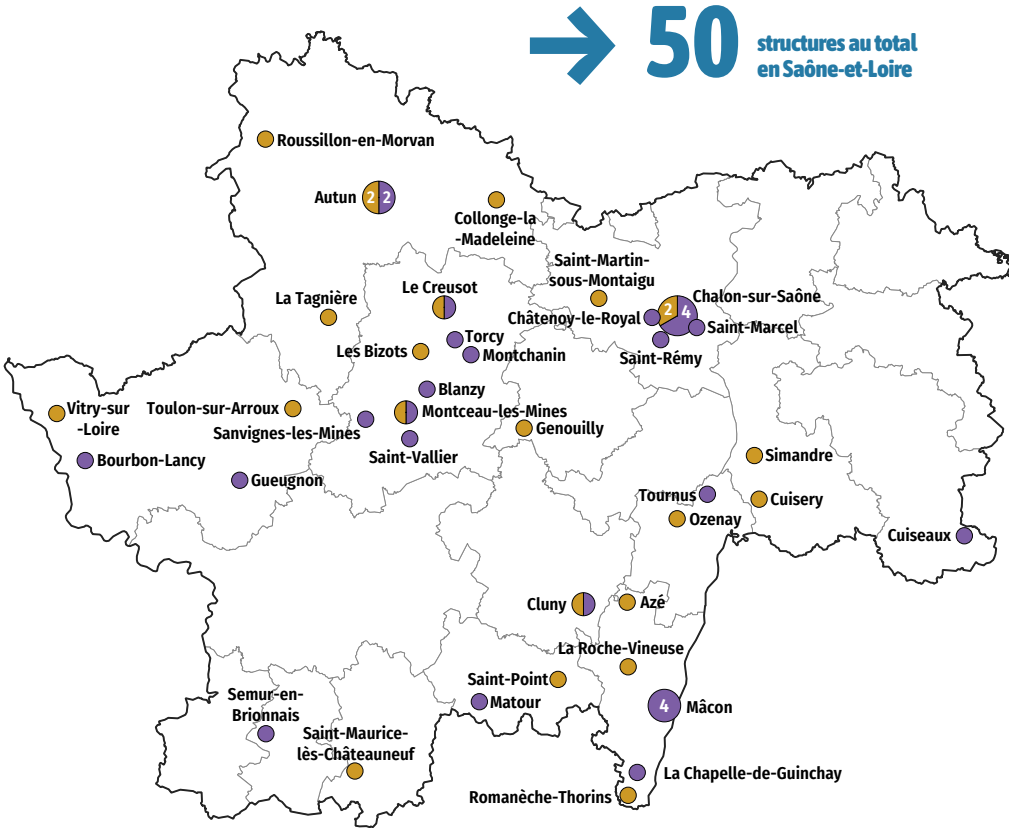 50
structures au total
en Saône-et-Loire
Roussillon-en-Morvan
Autun
2 2
Collonge-la
-Madeleine
Saint-Martin-
sous-Montaigu
Le Creusot
La Tagnière
Chalon-sur-Saône
2 4
Châtenoy-le-Royal
Saint-Marcel
Torcy
Les Bizots
Montchanin
Saint-Rémy
Blanzy
Vitry-sur
-Loire
Toulon-sur-Arroux
Montceau-les-Mines
Sanvignes-les-Mines
Genouilly
Saint-Vallier
Simandre
Bourbon-Lancy
Gueugnon
Tournus
Cuisery
Ozenay
Cuiseaux
Cluny
Azé
La Roche-Vineuse
Saint-Point
Semur-en-
Brionnais
Matour
4
Mâcon
Saint-Maurice-
lès-Châteauneuf
La Chapelle-de-Guinchay
Romanèche-Thorins